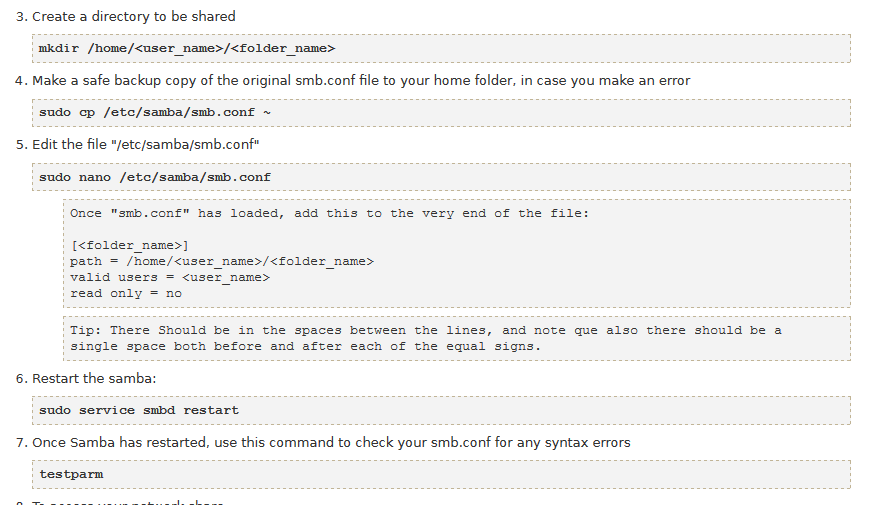 3. Create a directory to be shared
mkdir /home/<user_name>/<folder_name>
4. Make a safe backup copy of the original smb.conf file to your home folder, in case you make an error
sudo cp /etc/samba/smb.conf ~
5. Edit the file "/etc/samba/smb.conf"
sudo nano /etc/samba/smb.conf
Once "smb.conf" has loaded, add this to the very end of the file:
[<folder_name>]
path = /home/<user_name>/<folder_name>
valid users = <user_name>
read only = no
Tip: There Should be in the spaces between the lines, and note que also there should be a
single space both before and after each of the equal signs.
6. Restart the samba:
sudo service smbd restart
7. Once Samba has restarted, use this command to check your smb.conf for any syntax errors
testparm
8. To access your network share